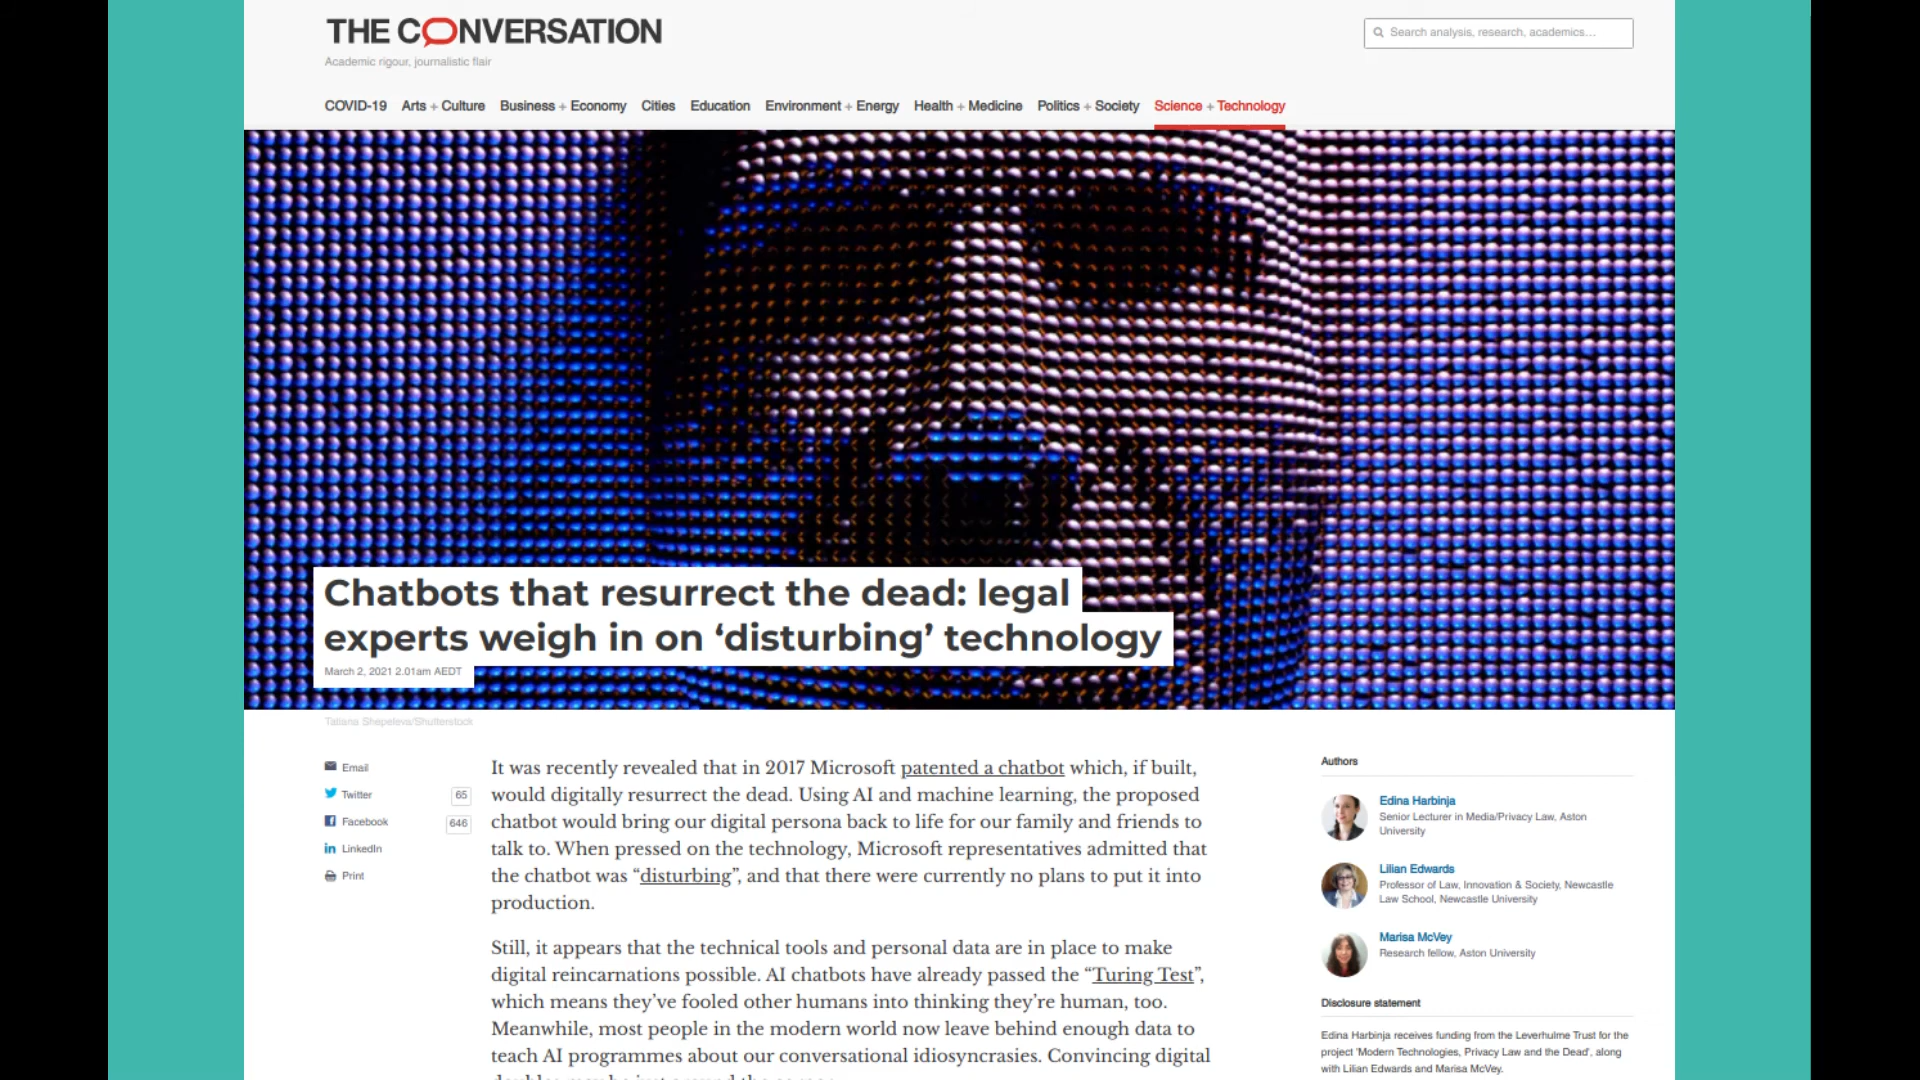 THE CONVERSATION
Search analysis, research, academics...
Academic rigour, journalistic flair
COVID-19 Arts + Culture Business + Economy Cities Education Environment + Energy Health + Medicine Politics + Society Science + Technology
Chatbots that resurrect the dead: legal
experts weigh in on ‘disturbing’ technology
March 2, 2021 2.01am AEDT
Tatiana Shepeleva/Shutterstock
Email
Twitter 65
Facebook 646
LinkedIn
Print
It was recently revealed that in 2017 Microsoft patented a chatbot which, if built,
would digitally resurrect the dead. Using AI and machine learning, the proposed
chatbot would bring our digital persona back to life for our family and friends to
talk to. When pressed on the technology, Microsoft representatives admitted that
the chatbot was “disturbing”, and that there were currently no plans to put it into
production.
Still, it appears that the technical tools and personal data are in place to make
digital reincarnations possible. AI chatbots have already passed the “Turing Test”,
which means they’ve fooled other humans into thinking they’re human, too.
Meanwhile, most people in the modern world now leave behind enough data to
teach AI programmes about our conversational idiosyncrasies. Convincing digital
Authors
Edina Harbinja
Senior Lecturer in Media/Privacy Law, Aston
University
Lilian Edwards
Professor of Law, Innovation & Society, Newcastle
Law School, Newcastle University
Marisa McVey
Research fellow, Aston University
Disclosure statement
Edina Harbinja receives funding from the Leverhulme Trust for the
project 'Modern Technologies, Privacy Law and the Dead', along
with Lilian Edwards and Marisa McVey.